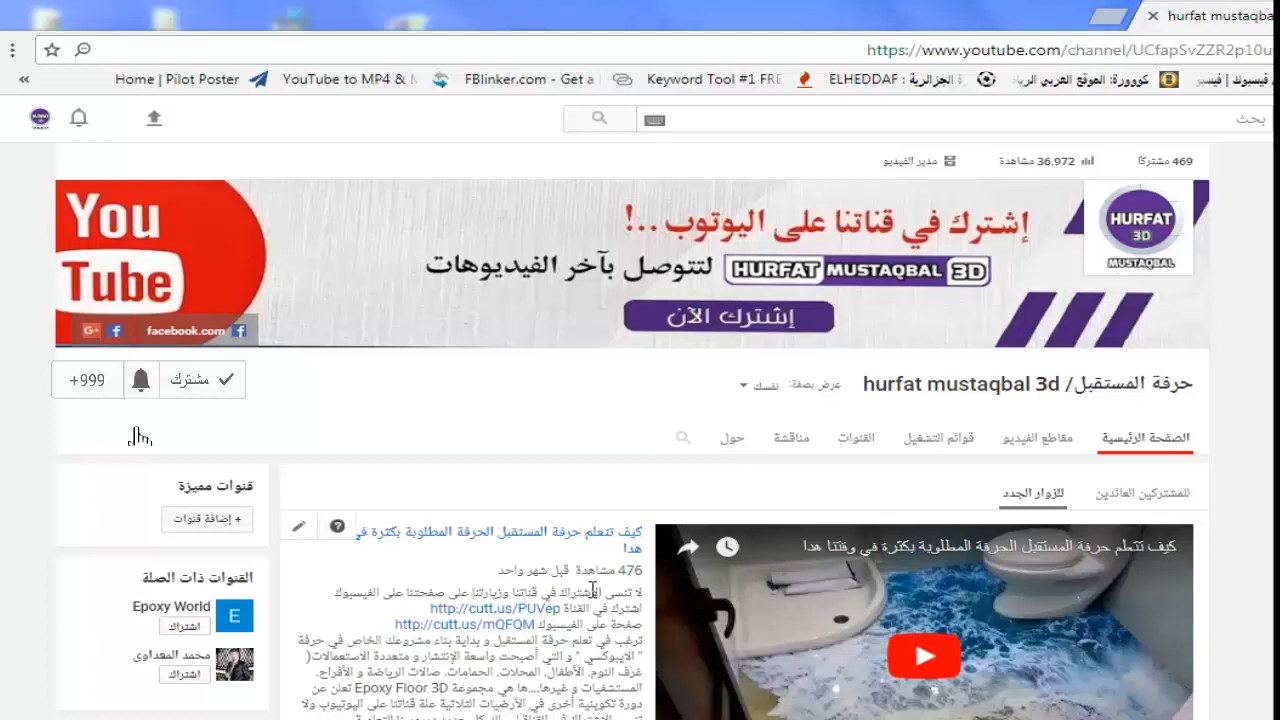 hurfat mustaqba
https://www.youtube.com/channel/UCfapSvZZR2p10u
« Home | Pilot Poster YouTube to MP4 & FBlinker.com - Get a Keyword Tool #1 FRE ELHEDDAF : الجزائرية كووورة: الموقع العربي الريا فيسبوك | فيسبو
بحث
469 مشتركًا 36,972 مشاهدة مدير الفيديو
You
Tube
إشترك في قناتنا على اليوتوب ..!
HURFAT MUSTAQBAL 3D لتتوصل بآخر الفيديوهات
إشترك الآن
HURFAT
3D
MUSTAQBAL
G+ facebook.com
حرفة المستقبل/ hurfat mustaqbal 3d
عرض بصفة: نفسك
مشترك
+999
الصفحة الرئيسية مقاطع الفيديو قوائم التشغيل القنوات مناقشة حول
للمشتركين العائدين للزوار الجدد
كيف تتعلم حرفة المستقبل الحرفة المطلوبة بكثرة في وقتنا هدا
كيف تتعلم حرفة المستقبل الحرفة المطلوبة بكثرة في
هدا
476 مشاهدة قبل شهر واحد
لا تنسى الإشتراك في قناتنا وزيارتنا على صفحتنا على الفيسبوك
اشترك في القناة http://cutt.us/PUVep
صفحة على الفيسبوك http://cutt.us/mQFQM
ترغب في تعلم حرفة المستقبل و بداية بناء مشروعك الخاص في حرفة
" الايبوكسي " و التي أصبحت واسعة الإنتشار و متعددة الاستعمالات(
غرف النوم, الأطفال, المحلات, الحمامات, صالات الرياضة و الأفراح,
المستشفيات و غيرها....ها هي مجموعة Epoxy Floor 3D تعلن عن
دورة تكوينية أخرى في الأرضيات الثلاثية علة قناتنا على اليوتيوب ولا
قنوات مميزة
+ إضافة قنوات
القنوات ذات الصلة
Epoxy World
E
اشتراك
محمد المعداوى
اشتراك